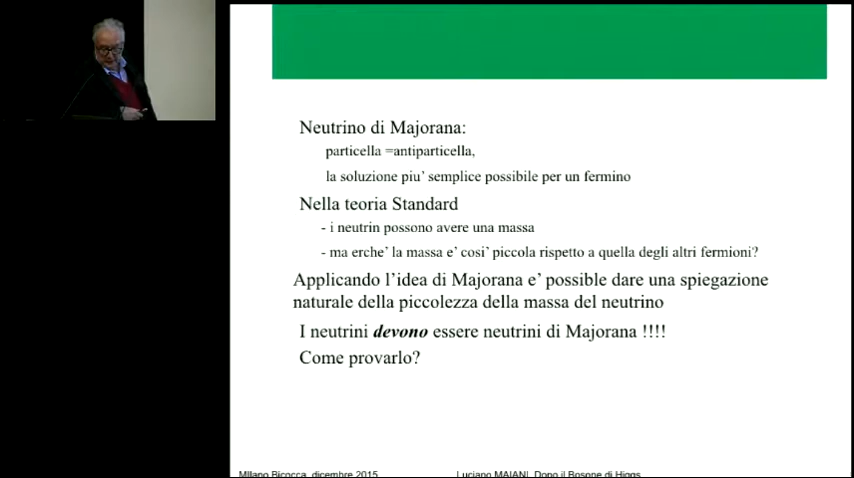 Neutrino di Majorana:
particella =antiparticella,
la soluzione piu' semplice possibile per un fermino
Nella teoria Standard
- i neutrin possono avere una massa
- ma erche' la massa e' cosi' piccola rispetto a quella degli altri fermioni?
Applicando l'idea di Majorana e' possibile dare una spiegazione
naturale della piccolezza della massa del neutrino
I neutrini devono essere neutrini di Majorana !!!!
Come provarlo?
MIlano Bicocca, dicembre 2015
Luciano MAIANI. Dopo il Bosone di Higgs